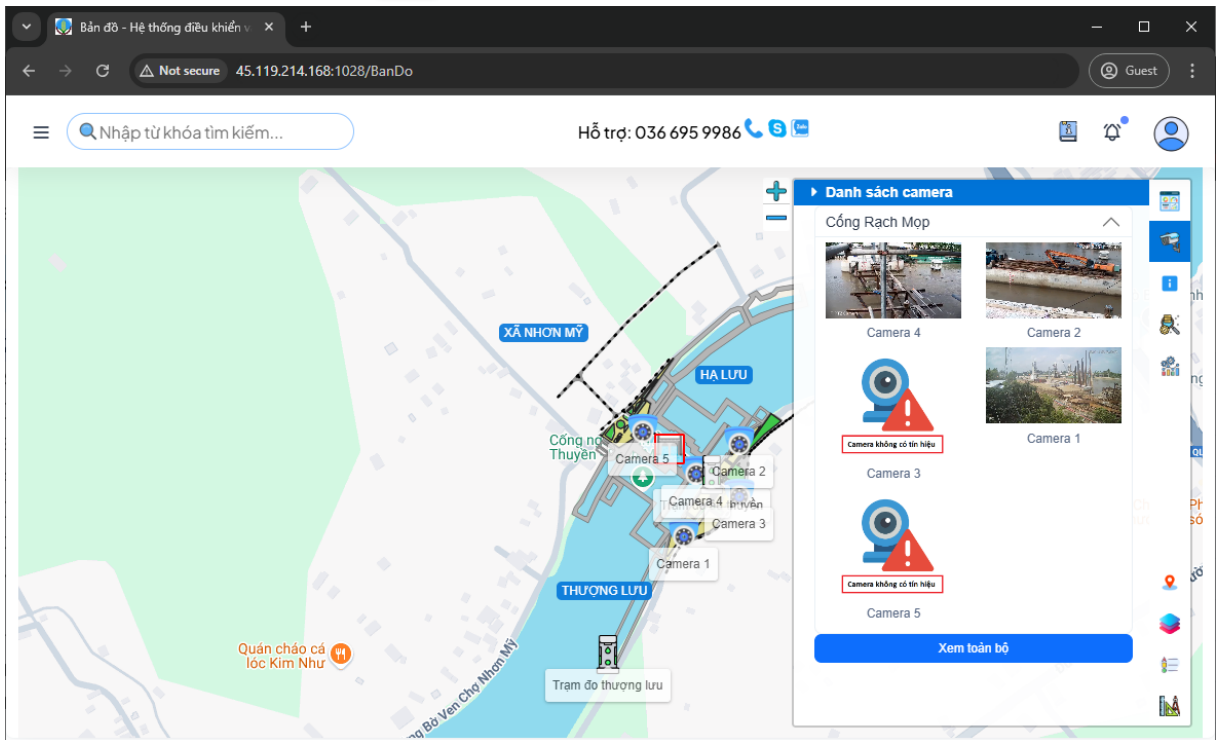 Bản đồ - Hệ thống điều khiển v
Not secure
45.119.214.168:1028/BanDo
Guest
Nhập từ khóa tìm kiếm...
Hỗ trợ: 036 695 9986
Zalo
Danh sách camera
Cống Rạch Mọp
Camera 4
Camera 2
Camera không có tín hiệu
Camera 3
Camera 1
Camera không có tín hiệu
Camera 5
Xem toàn bộ
XÃ NHƠN MỸ
HẠ LƯU
Thuyền
Camera 5
Camera 2
Camera 4
Camera 3
Camera 1
THƯỢNG LƯU
Quán cháo cá
lóc Kim Như
Trạm đo thượng lưu
Bờ Ven Chợ Nhơn Mỹ